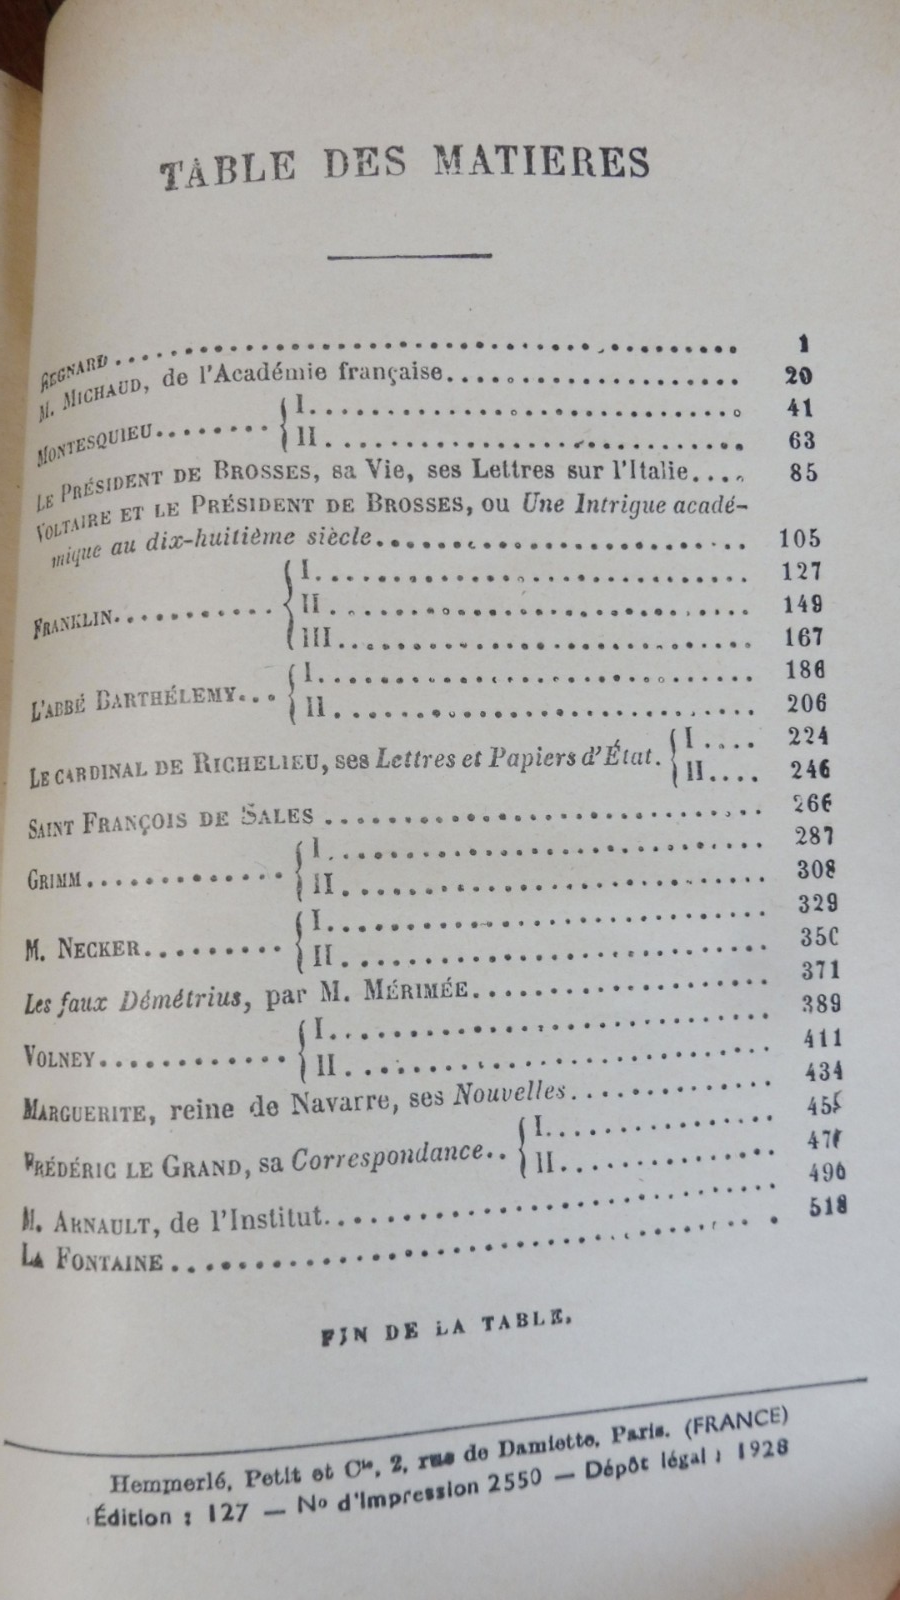 TABLE DES MATIERES
REGNARD 1
M. MICHAUD, de l'Académie française 20
MONTESQUIEU I 41
II 63
LE PRÉSIDENT DE BROSSES, sa Vie, ses Lettres sur l'Italie 85
VOLTAIRE ET LE PRÉSIDENT DE BROSSES, ou Une Intrigue acadé-
mique au dix-huitième siècle 105
FRANKLIN I 127
II 149
III 167
L'ABBÉ BARTHÉLEMY I 186
II 206
LE CARDINAL DE RICHELIEU, ses Lettres et Papiers d'État. I 224
II 246
SAINT FRANÇOIS DE SALES 266
GRIMM I 287
II 308
M. NECKER I 329
II 350
Les faux Démétrius, par M. MÉRIMÉE 371
VOLNEY I 389
II 411
MARGUERITE, reine de Navarre, ses Nouvelles 434
FRÉDÉRIC LE GRAND, sa Correspondance I 455
II
M. ARNAULT, de l'Institut 496
LA FONTAINE 518
FIN DE LA TABLE.
Hemmerlé, Petit et Cie, 2, rue de Damiette, Paris. (FRANCE)
Édition : 127 — No d'Impression 2550 — Dépôt légal : 1928